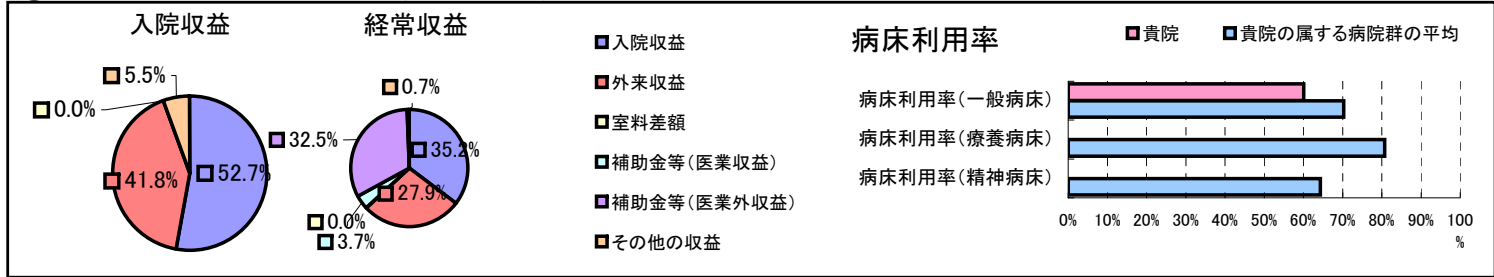 入院収益
5.5%
0.0%
41.8%
52.7%
経常収益
0.7%
32.5%
35.2%
27.9%
0.0%
3.7%
入院収益
外来収益
室料差額
補助金等(医業収益)
補助金等(医業外収益)
その他の収益
病床利用率
貴院
貴院の属する病院群の平均
病床利用率(一般病床)
病床利用率(療養病床)
病床利用率(精神病床)
0% 10% 20% 30% 40% 50% 60% 70% 80% 90% 100
%